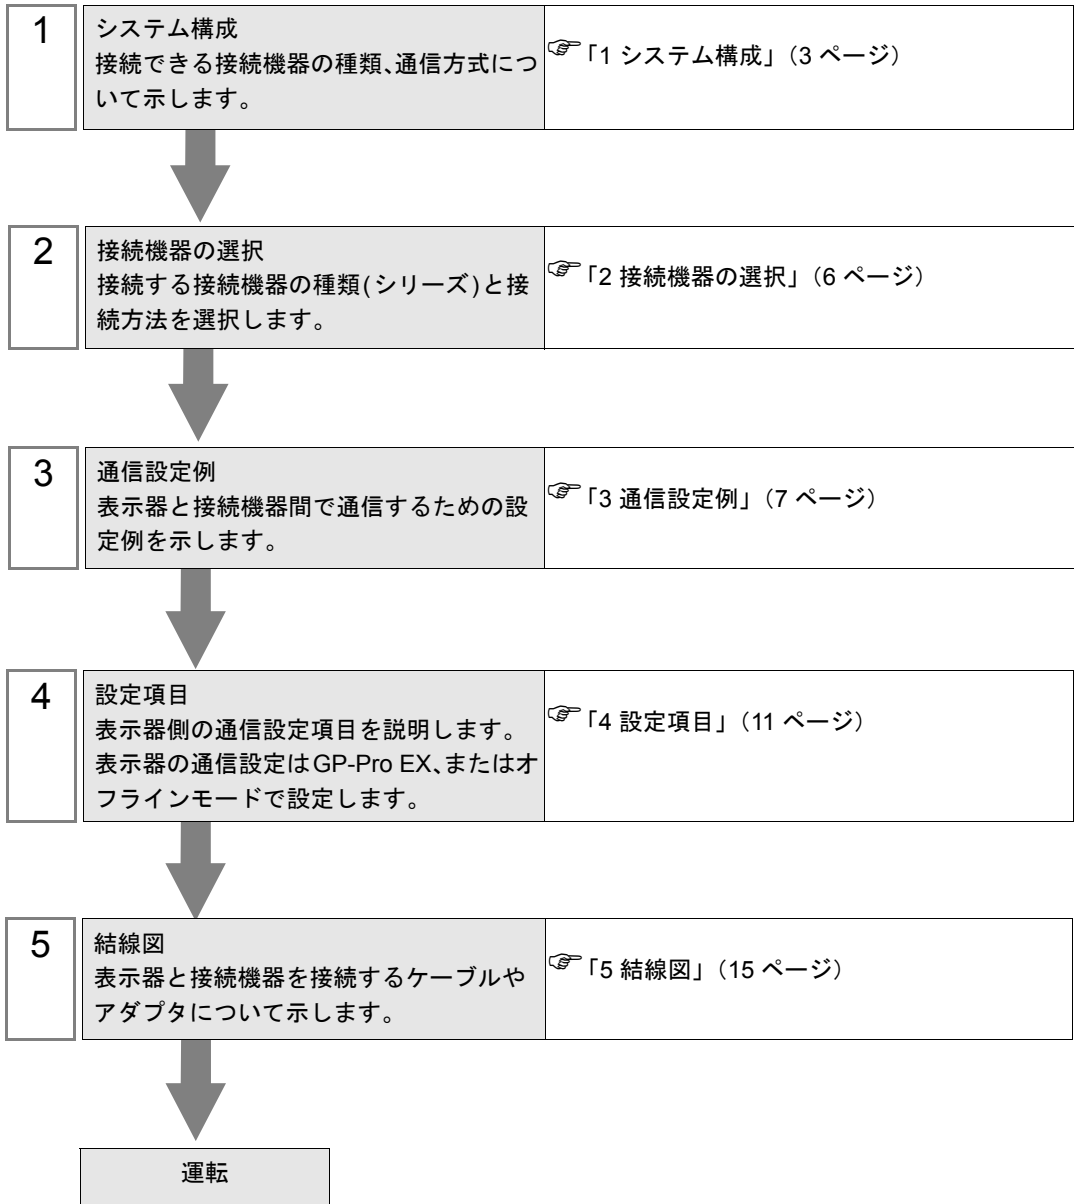 1
システム構成
接続できる接続機器の種類、通信方式につ
いて示します。
☞「1 システム構成」（3 ページ）
2
接続機器の選択
接続する接続機器の種類(シリーズ)と接
続方法を選択します。
☞「2 接続機器の選択」（6 ページ）
3
通信設定例
表示器と接続機器間で通信するための設
定例を示します。
☞「3 通信設定例」（7 ページ）
4
設定項目
表示器側の通信設定項目を説明します。
表示器の通信設定はGP-Pro EX、またはオ
フラインモードで設定します。
☞「4 設定項目」（11 ページ）
5
結線図
表示器と接続機器を接続するケーブルや
アダプタについて示します。
☞「5 結線図」（15 ページ）
運転